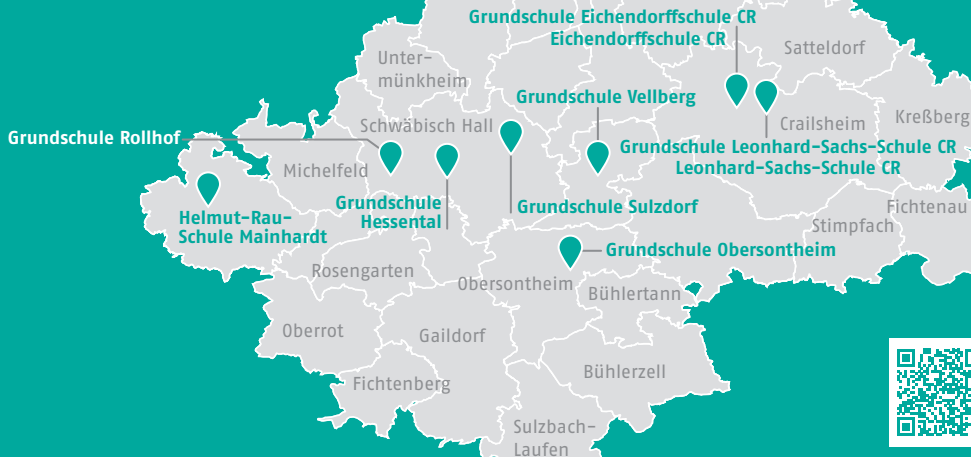 Grundschule Eichendorffschule CR
Eichendorffschule CR
Satteldorf
Unter-
münkheim
Grundschule Vellberg
Kreßberg
Schwäbisch Hall
Crailsheim
Grundschule Rollhof
Grundschule Leonhard-Sachs-Schule CR
Leonhard-Sachs-Schule CR
Michelfeld
Grundschule
Hessental
Grundschule Sulzdorf
Fichtenau
Helmut-Rau-
Schule Mainhardt
Stimpfach
Grundschule Obersontheim
Rosengarten
Obersontheim
Bühlertann
Oberrot
Gaildorf
Bühlerzell
Fichtenberg
Sulzbach-
Laufen